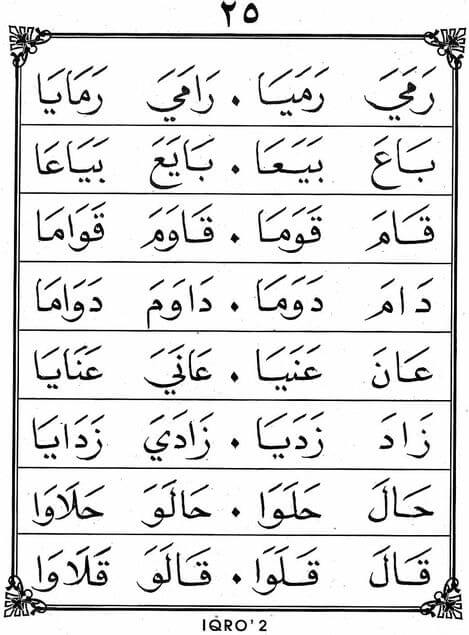 ٢٥
رَمَيَ رَمَيَا . رَامَيَ رَمَايَا
بَاعَ بَيَعَا . بَايَعَ بَيَاعَا
قَامَ قَوَمَا . قَاوَمَ قَوَامَا
دَامَ دَوَمَا . دَاوَمَ دَوَامَا
عَانَ عَنَيَا . عَانَيَ عَنَايَا
زَادَ زَدَيَا . زَادَيَ زَدَايَا
حَالَ حَلَوَا . حَالَوَ حَلَاوَا
قَالَ قَلَوَا . قَالَوَ قَلَاوَا
IQRO'2